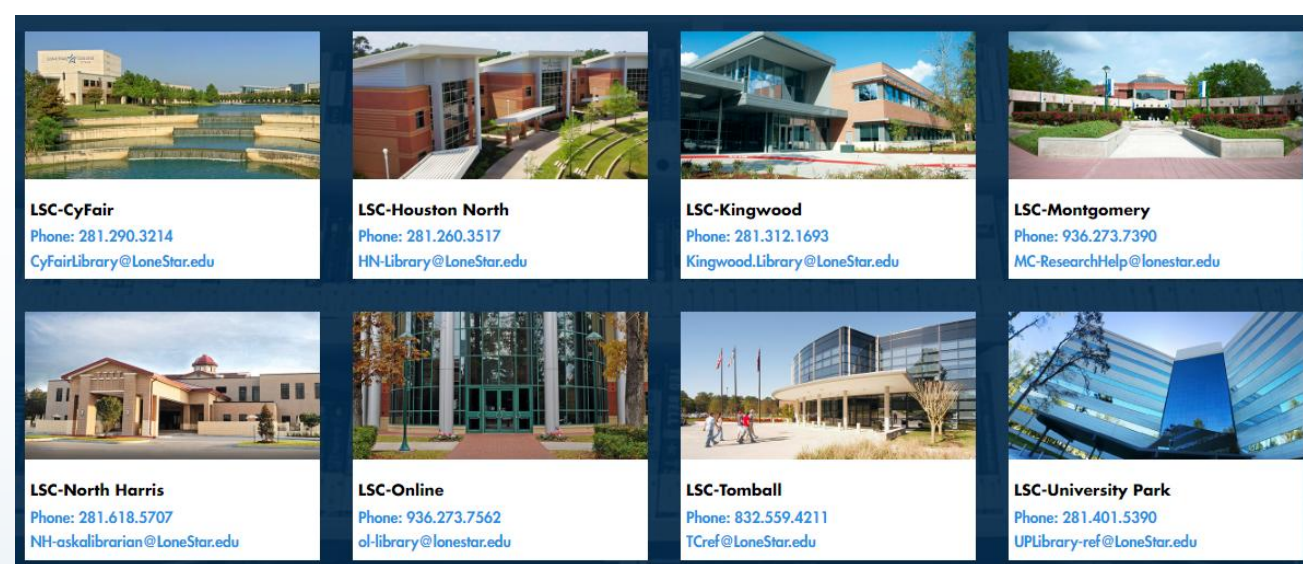 LSC-CyFair
Phone: 281.290.3214
CyFairLibrary@LoneStar.edu
LSC-Houston North
Phone: 281.260.3517
HN-Library@LoneStar.edu
LSC-Kingwood
Phone: 281.312.1693
Kingwood.Library@LoneStar.edu
LSC-Montgomery
Phone: 936.273.7390
MC-ResearchHelp@lonestar.edu
LSC-North Harris
Phone: 281.618.5707
NH-askalibrarian@LoneStar.edu
LSC-Online
Phone: 936.273.7562
ol-library@lonestar.edu
LSC-Tomball
Phone: 832.559.4211
TCref@LoneStar.edu
LSC-University Park
Phone: 281.401.5390
UPLibrary-ref@LoneStar.edu